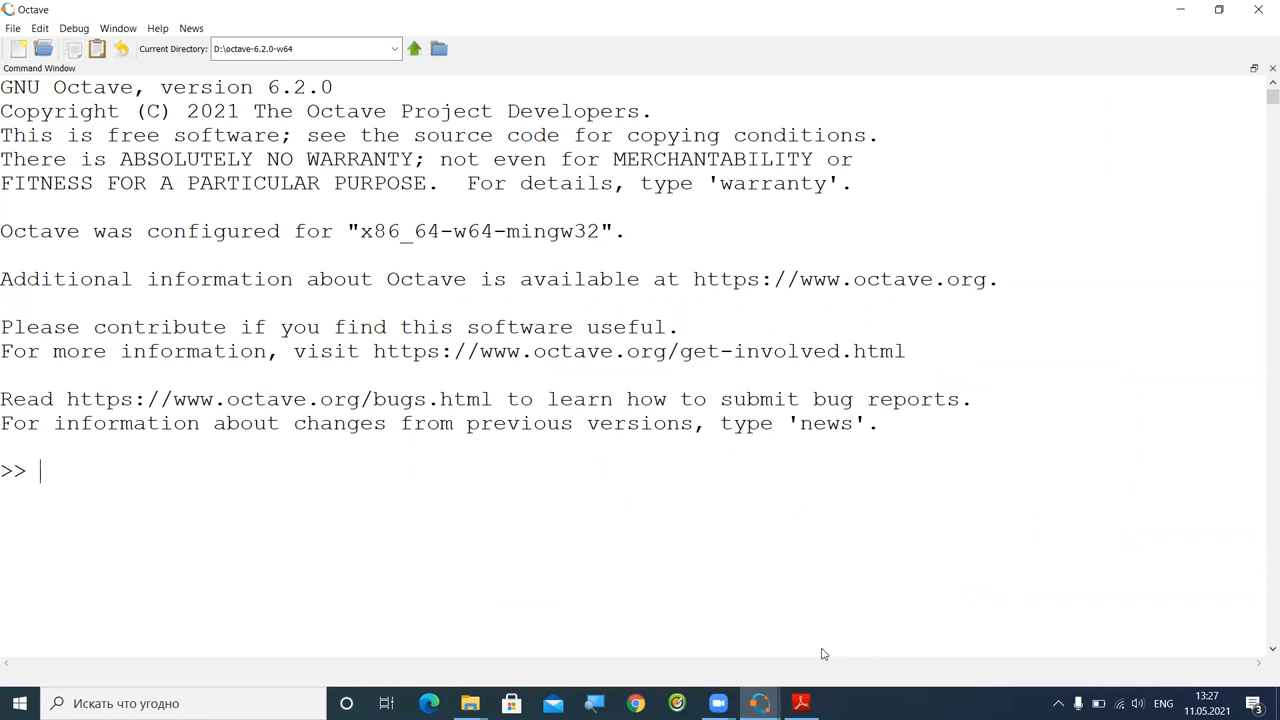 Octave
File Edit Debug Window Help News
Current Directory: D:\octave-6.2.0-w64
Command Window
GNU Octave, version 6.2.0
Copyright (C) 2021 The Octave Project Developers.
This is free software; see the source code for copying conditions.
There is ABSOLUTELY NO WARRANTY; not even for MERCHANTABILITY or
FITNESS FOR A PARTICULAR PURPOSE.  For details, type 'warranty'.
Octave was configured for "x86_64-w64-mingw32".
Additional information about Octave is available at https://www.octave.org.
Please contribute if you find this software useful.
For more information, visit https://www.octave.org/get-involved.html
Read https://www.octave.org/bugs.html to learn how to submit bug reports.
For information about changes from previous versions, type 'news'.
>>
Искать что угодно
ENG
13:27
11.05.2021
3